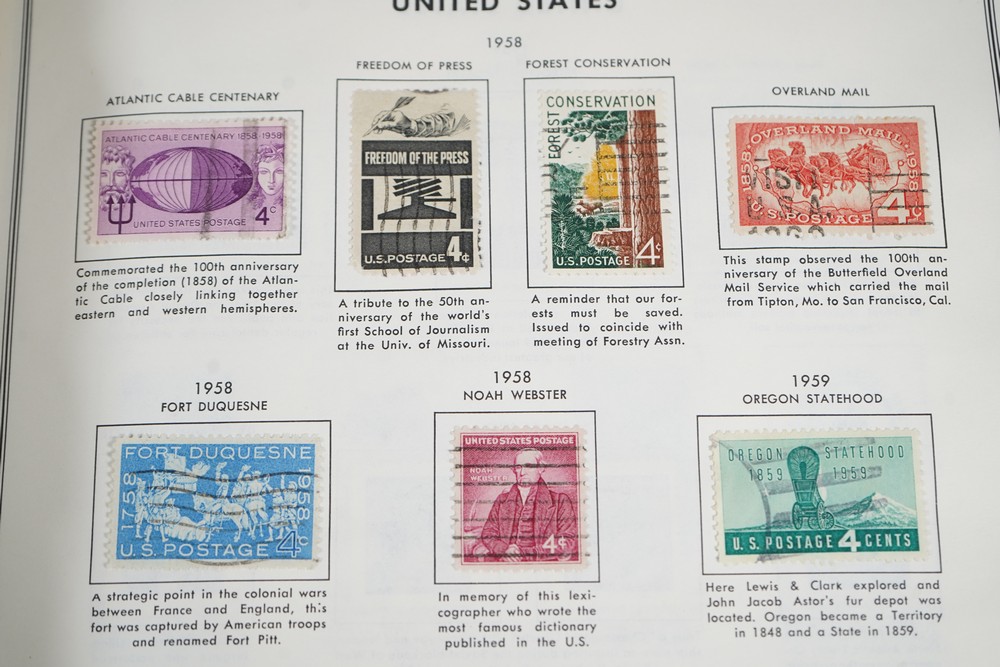 UNITED STATES
1958
ATLANTIC CABLE CENTENARY
ATLANTIC CABLE CENTENARY 1858-1958
UNITED STATES POSTAGE 4c
Commemorated the 100th anniversary
of the completion (1858) of the Atlan-
tic Cable closely linking together
eastern and western hemispheres.
FREEDOM OF PRESS
FREEDOM OF THE PRESS
U.S. POSTAGE 4¢
A tribute to the 50th an-
niversary of the world's
first School of Journalism
at the Univ. of Missouri.
FOREST CONSERVATION
FOREST CONSERVATION
U.S. POSTAGE 4¢
A reminder that our for-
ests must be saved.
Issued to coincide with
meeting of Forestry Assn.
OVERLAND MAIL
1858 · OVERLAND MAIL · 1958
U.S. POSTAGE 4¢
This stamp observed the 100th an-
niversary of the Butterfield Overland
Mail Service which carried the mail
from Tipton, Mo. to San Francisco, Cal.
1958
FORT DUQUESNE
FORT DUQUESNE
1758 1958
U.S. POSTAGE 4¢
A strategic point in the colonial wars
between France and England, this
fort was captured by American troops
and renamed Fort Pitt.
1958
NOAH WEBSTER
UNITED STATES POSTAGE
NOAH
WEBSTER
4¢
In memory of this lexi-
cographer who wrote the
most famous dictionary
published in the U.S.
1959
OREGON STATEHOOD
OREGON STATEHOOD
1859 1959
U.S. POSTAGE 4 CENTS
Here Lewis & Clark explored and
John Jacob Astor's fur depot was
located. Oregon became a Territory
in 1848 and a State in 1859.